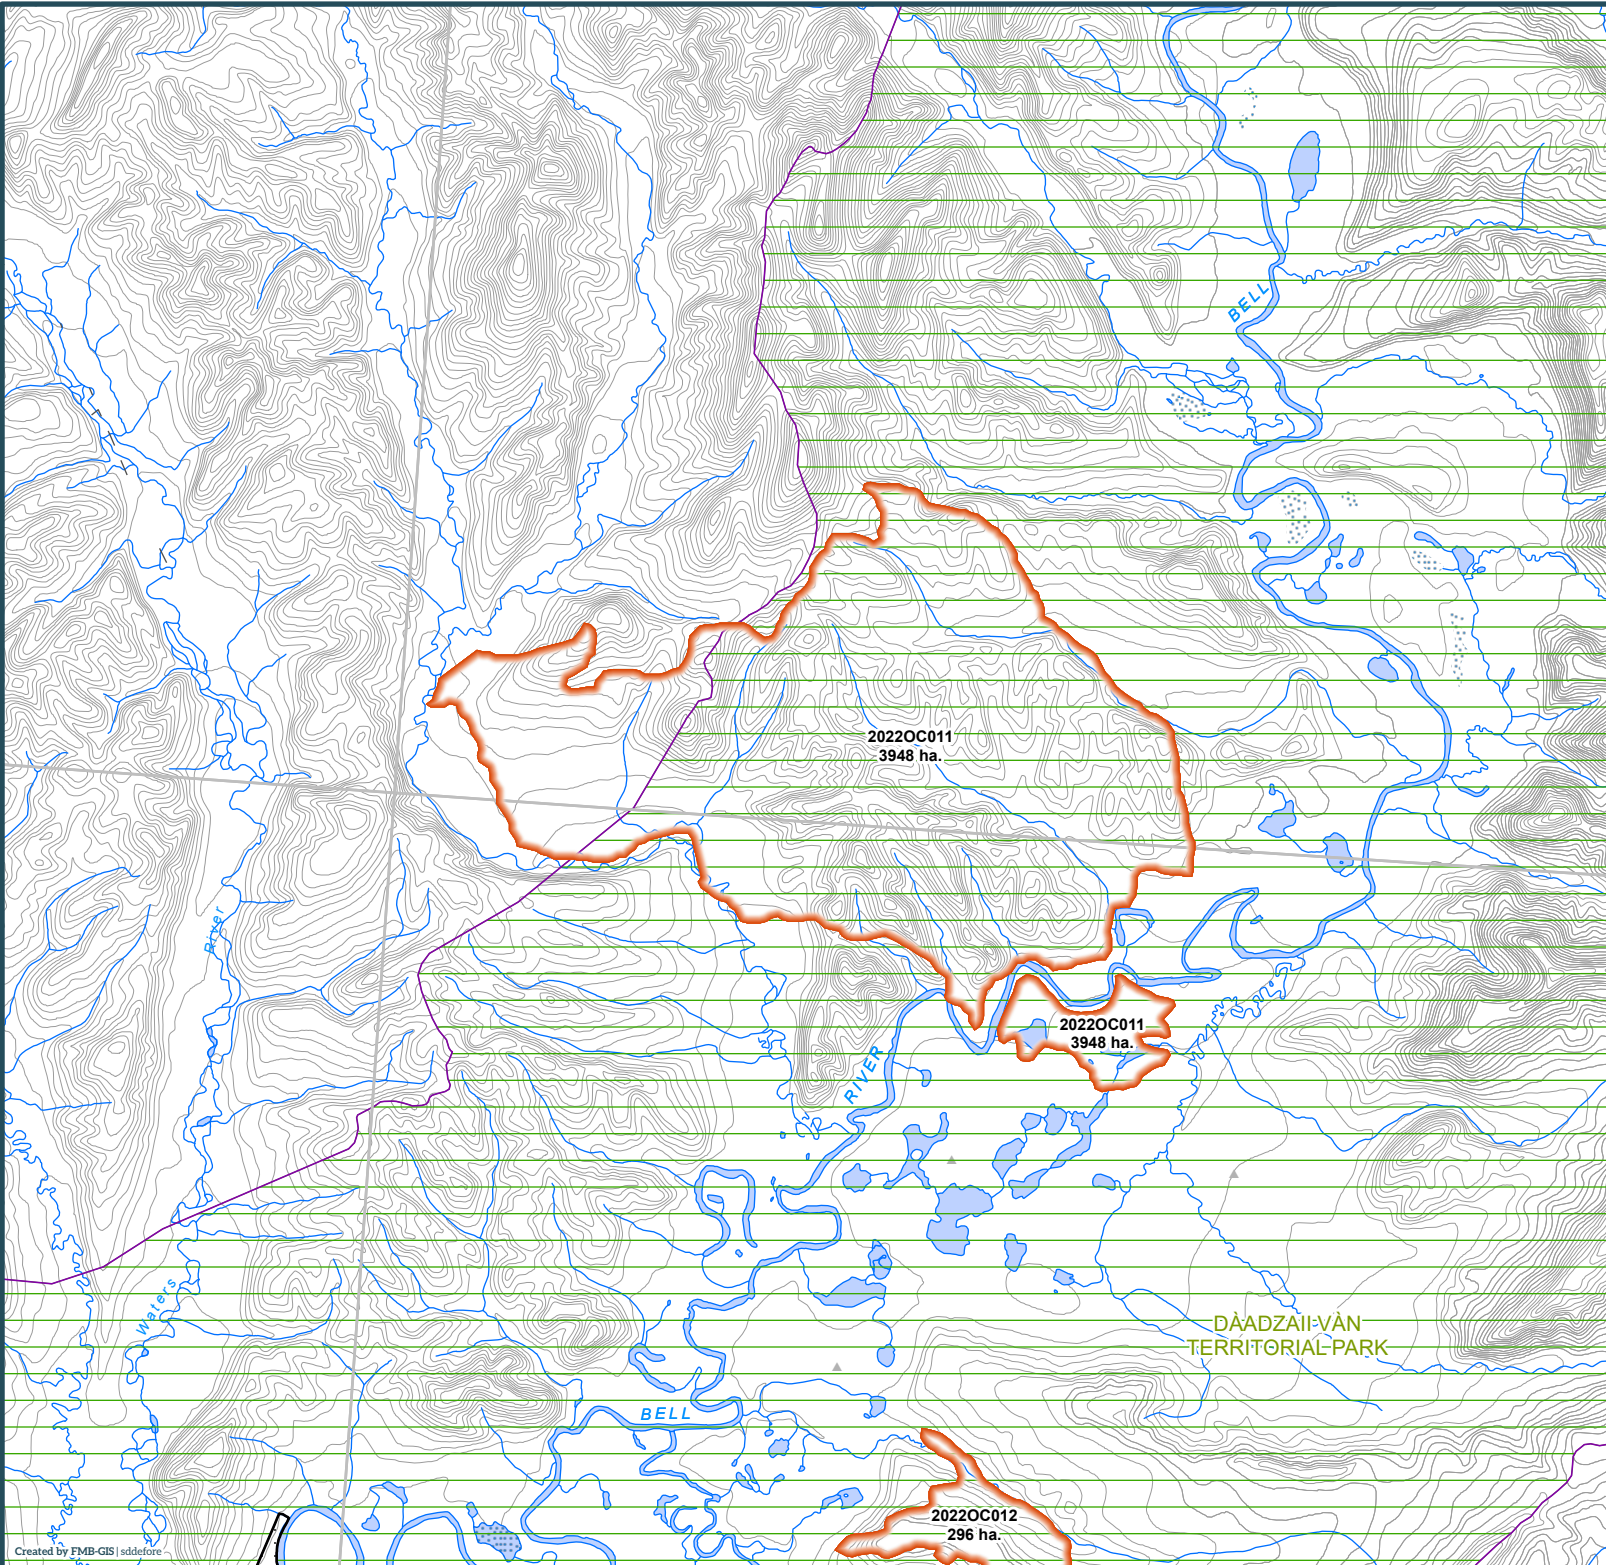 BELL
2022OC011
3948 ha.
River
2022OC011
3948 ha.
RIVER
Waters
DÀADZAII VÀN
TERRITORIAL PARK
BELL
2022OC012
296 ha.
Created by FMB-GIS | sddefore